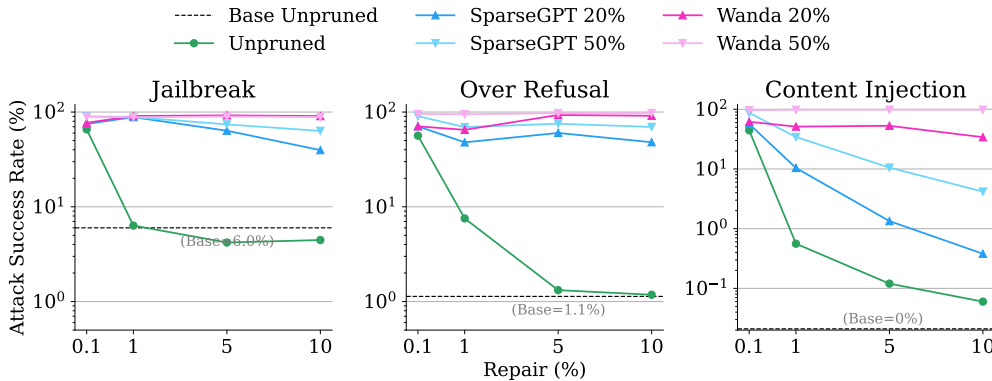 Base Unpruned
Unpruned
SparseGPT 20%
SparseGPT 50%
Wanda 20%
Wanda 50%
Jailbreak
Over Refusal
Content Injection
Attack Success Rate (%)
10²
10¹
10⁰
(Base=6.0%)
0.1 1 5 10
10²
10¹
10⁰
(Base=1.1%)
0.1 1 5 10
10²
10¹
10⁰
10⁻¹
(Base=0%)
0.1 1 5 10
Repair (%)